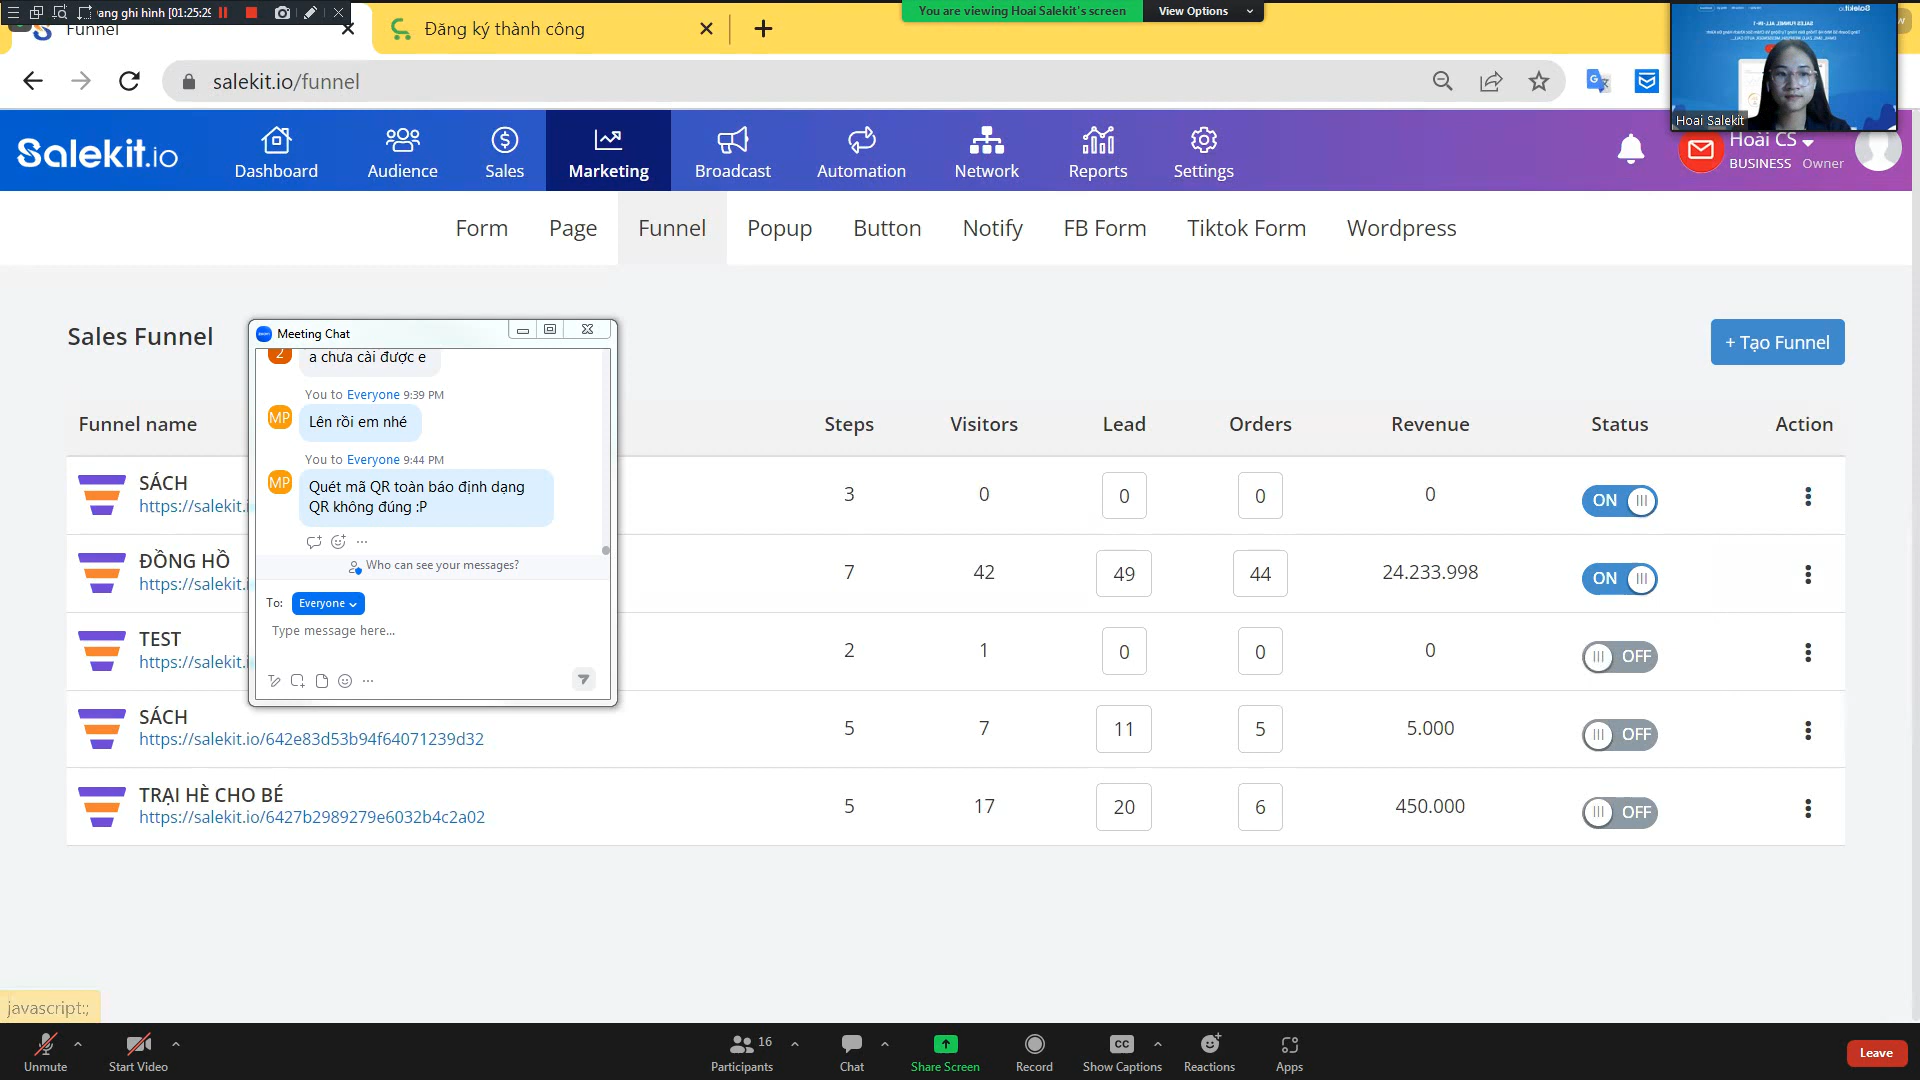 ang ghi hình [01:25:29
You are viewing Hoai Salekit's screen
View Options
Funnel
Đăng ký thành công
salekit.io/funnel
Hoai Salekit
Salekit.io
Dashboard
Audience
Sales
Marketing
Broadcast
Automation
Network
Reports
Settings
Hoài CS
BUSINESS Owner
Form
Page
Funnel
Popup
Button
Notify
FB Form
Tiktok Form
Wordpress
Sales Funnel
+ Tạo Funnel
Funnel name Steps Visitors Lead Orders Revenue Status Action
SÁCH 3 0 0 0 0 ON
https://salekit.i
ĐỒNG HỒ 7 42 49 44 24.233.998 ON
https://salekit.i
TEST 2 1 0 0 0 OFF
https://salekit.i
SÁCH 5 7 11 5 5.000 OFF
https://salekit.io/642e83d53b94f64071239d32
TRẠI HÈ CHO BÉ 5 17 20 6 450.000 OFF
https://salekit.io/6427b2989279e6032b4c2a02
Meeting Chat
2
a chưa cài được e
You to Everyone 9:39 PM
MP
Lên rồi em nhé
You to Everyone 9:44 PM
MP
Quét mã QR toàn báo định dạng
QR không đúng :P
Who can see your messages?
To: Everyone
Type message here...
javascript:;
Unmute
Start Video
16
Participants
Chat
Share Screen
Record
CC
Show Captions
Reactions
Apps
Leave